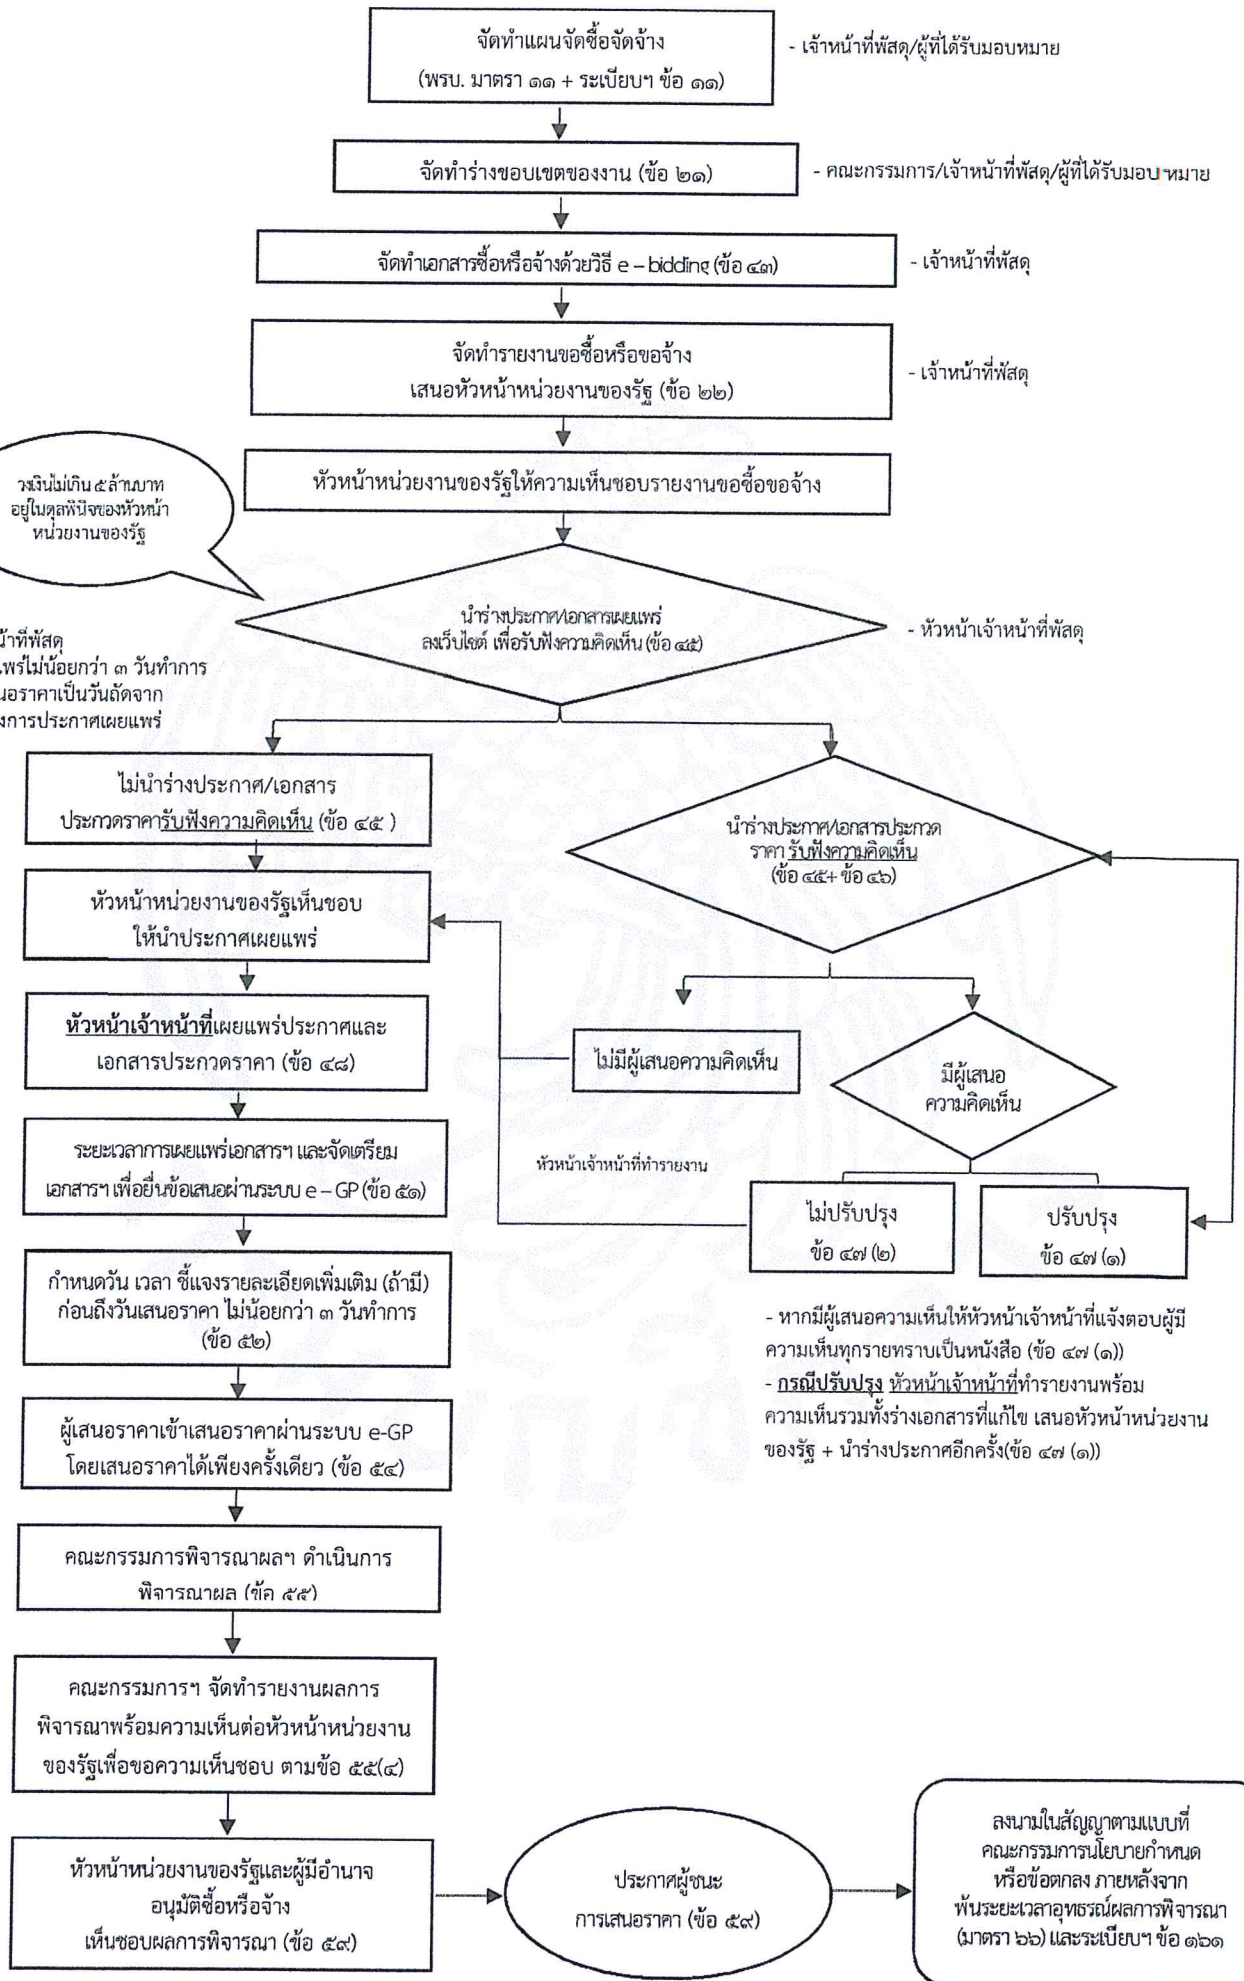 จัดทำแผนจัดซื้อจัดจ้าง
(พรบ. มาตรา ๑๑ + ระเบียบฯ ข้อ ๑๑)
- เจ้าหน้าที่พัสดุ/ผู้ที่ได้รับมอบหมาย
จัดทำร่างขอบเขตของงาน (ข้อ ๒๑)
- คณะกรรมการ/เจ้าหน้าที่พัสดุ/ผู้ที่ได้รับมอบหมาย
จัดทำเอกสารซื้อหรือจ้างด้วยวิธี e – bidding (ข้อ ๔๓)
- เจ้าหน้าที่พัสดุ
จัดทำรายงานขอซื้อหรือขอจ้าง
เสนอหัวหน้าหน่วยงานของรัฐ (ข้อ ๒๒)
- เจ้าหน้าที่พัสดุ
หัวหน้าหน่วยงานของรัฐให้ความเห็นชอบรายงานขอซื้อขอจ้าง
วงเงินไม่เกิน ๕ ล้านบาท
อยู่ในดุลพินิจของหัวหน้า
หน่วยงานของรัฐ
นำร่างประกาศ/เอกสารเผยแพร่
ลงเว็บไซต์ เพื่อรับฟังความคิดเห็น (ข้อ ๔๕)
- หัวหน้าเจ้าหน้าที่พัสดุ
น้าที่พัสดุ
แพร่ไม่น้อยกว่า ๓ วันทำการ
นอราคาเป็นวันถัดจาก
งการประกาศเผยแพร่
ไม่นำร่างประกาศ/เอกสาร
ประกวดราคารับฟังความคิดเห็น (ข้อ ๔๕ )
นำร่างประกาศ/เอกสารประกวด
ราคา รับฟังความคิดเห็น
(ข้อ ๔๕+ ข้อ ๔๖)
หัวหน้าหน่วยงานของรัฐเห็นชอบ
ให้นำประกาศเผยแพร่
หัวหน้าเจ้าหน้าที่เผยแพร่ประกาศและ
เอกสารประกวดราคา (ข้อ ๔๘)
ไม่มีผู้เสนอความคิดเห็น
มีผู้เสนอ
ความคิดเห็น
ระยะเวลาการเผยแพร่เอกสารฯ และจัดเตรียม
เอกสารฯ เพื่อยื่นข้อเสนอผ่านระบบ e – GP (ข้อ ๕๑)
หัวหน้าเจ้าหน้าที่ทำรายงาน
ไม่ปรับปรุง
ข้อ ๔๗ (๒)
ปรับปรุง
ข้อ ๔๗ (๑)
กำหนดวัน เวลา ชี้แจงรายละเอียดเพิ่มเติม (ถ้ามี)
ก่อนถึงวันเสนอราคา ไม่น้อยกว่า ๓ วันทำการ
(ข้อ ๕๒)
- หากมีผู้เสนอความเห็นให้หัวหน้าเจ้าหน้าที่แจ้งตอบผู้มี
ความเห็นทุกรายทราบเป็นหนังสือ (ข้อ ๔๗ (๑))
- กรณีปรับปรุง หัวหน้าเจ้าหน้าที่ทำรายงานพร้อม
ความเห็นรวมทั้งร่างเอกสารที่แก้ไข เสนอหัวหน้าหน่วยงาน
ของรัฐ + นำร่างประกาศอีกครั้ง(ข้อ ๔๗ (๑))
ผู้เสนอราคาเข้าเสนอราคาผ่านระบบ e-GP
โดยเสนอราคาได้เพียงครั้งเดียว (ข้อ ๕๔)
คณะกรรมการพิจารณาผลฯ ดำเนินการ
พิจารณาผล (ข้อ ๕๕)
คณะกรรมการฯ จัดทำรายงานผลการ
พิจารณาพร้อมความเห็นต่อหัวหน้าหน่วยงาน
ของรัฐเพื่อขอความเห็นชอบ ตามข้อ ๕๕(๔)
หัวหน้าหน่วยงานของรัฐและผู้มีอำนาจ
อนุมัติซื้อหรือจ้าง
เห็นชอบผลการพิจารณา (ข้อ ๕๙)
ประกาศผู้ชนะ
การเสนอราคา (ข้อ ๕๙)
ลงนามในสัญญาตามแบบที่
คณะกรรมการนโยบายกำหนด
หรือข้อตกลง ภายหลังจาก
พ้นระยะเวลาอุทธรณ์ผลการพิจารณา
(มาตรา ๖๖) และระเบียบฯ ข้อ ๑๖๑